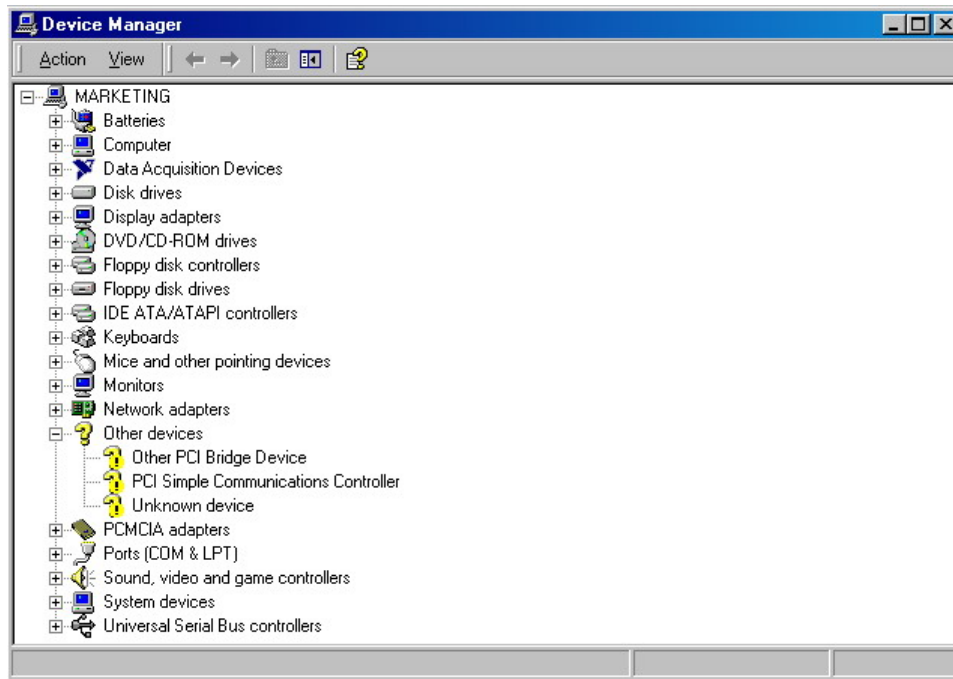 Device Manager
Action View
MARKETING
Batteries
Computer
Data Acquisition Devices
Disk drives
Display adapters
DVD/CD-ROM drives
Floppy disk controllers
Floppy disk drives
IDE ATA/ATAPI controllers
Keyboards
Mice and other pointing devices
Monitors
Network adapters
Other devices
Other PCI Bridge Device
PCI Simple Communications Controller
Unknown device
PCMCIA adapters
Ports (COM & LPT)
Sound, video and game controllers
System devices
Universal Serial Bus controllers